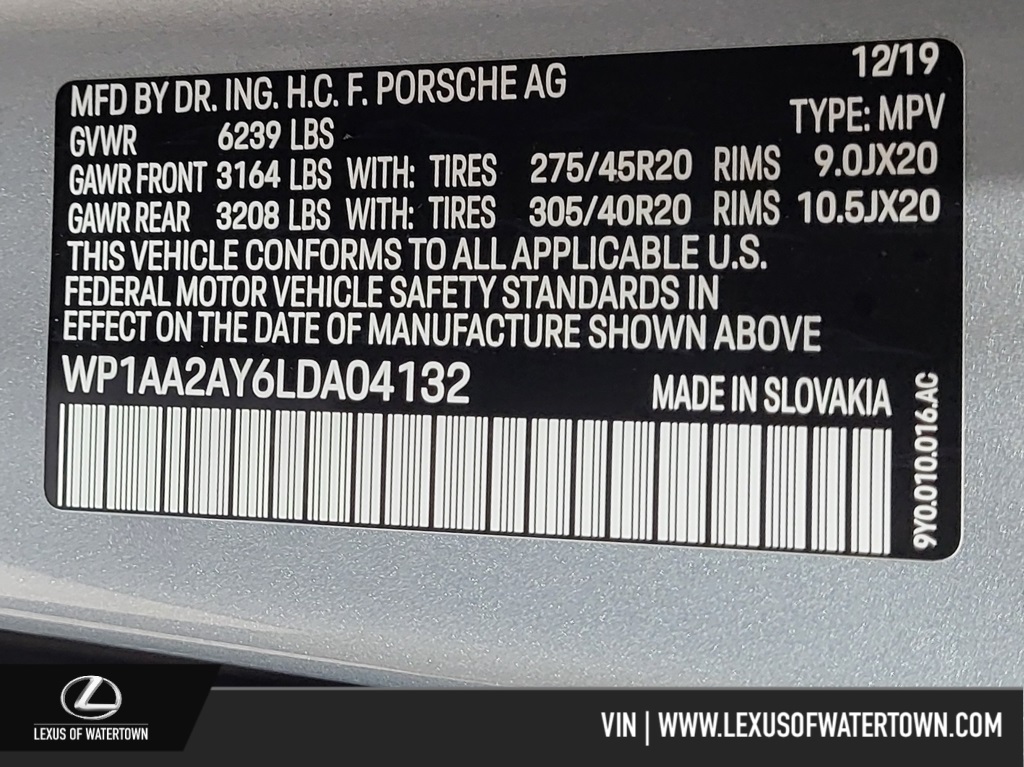 12/19
MFD BY DR. ING. H.C. F. PORSCHE AG
TYPE: MPV
GVWR 6239 LBS
GAWR FRONT 3164 LBS WITH: TIRES 275/45R20 RIMS 9.0JX20
GAWR REAR 3208 LBS WITH: TIRES 305/40R20 RIMS 10.5JX20
THIS VEHICLE CONFORMS TO ALL APPLICABLE U.S.
FEDERAL MOTOR VEHICLE SAFETY STANDARDS IN
EFFECT ON THE DATE OF MANUFACTURE SHOWN ABOVE
WP1AA2AY6LDA04132
MADE IN SLOVAKIA
9Y0.010.016.AC
LEXUS OF WATERTOWN
VIN | WWW.LEXUSOFWATERTOWN.COM